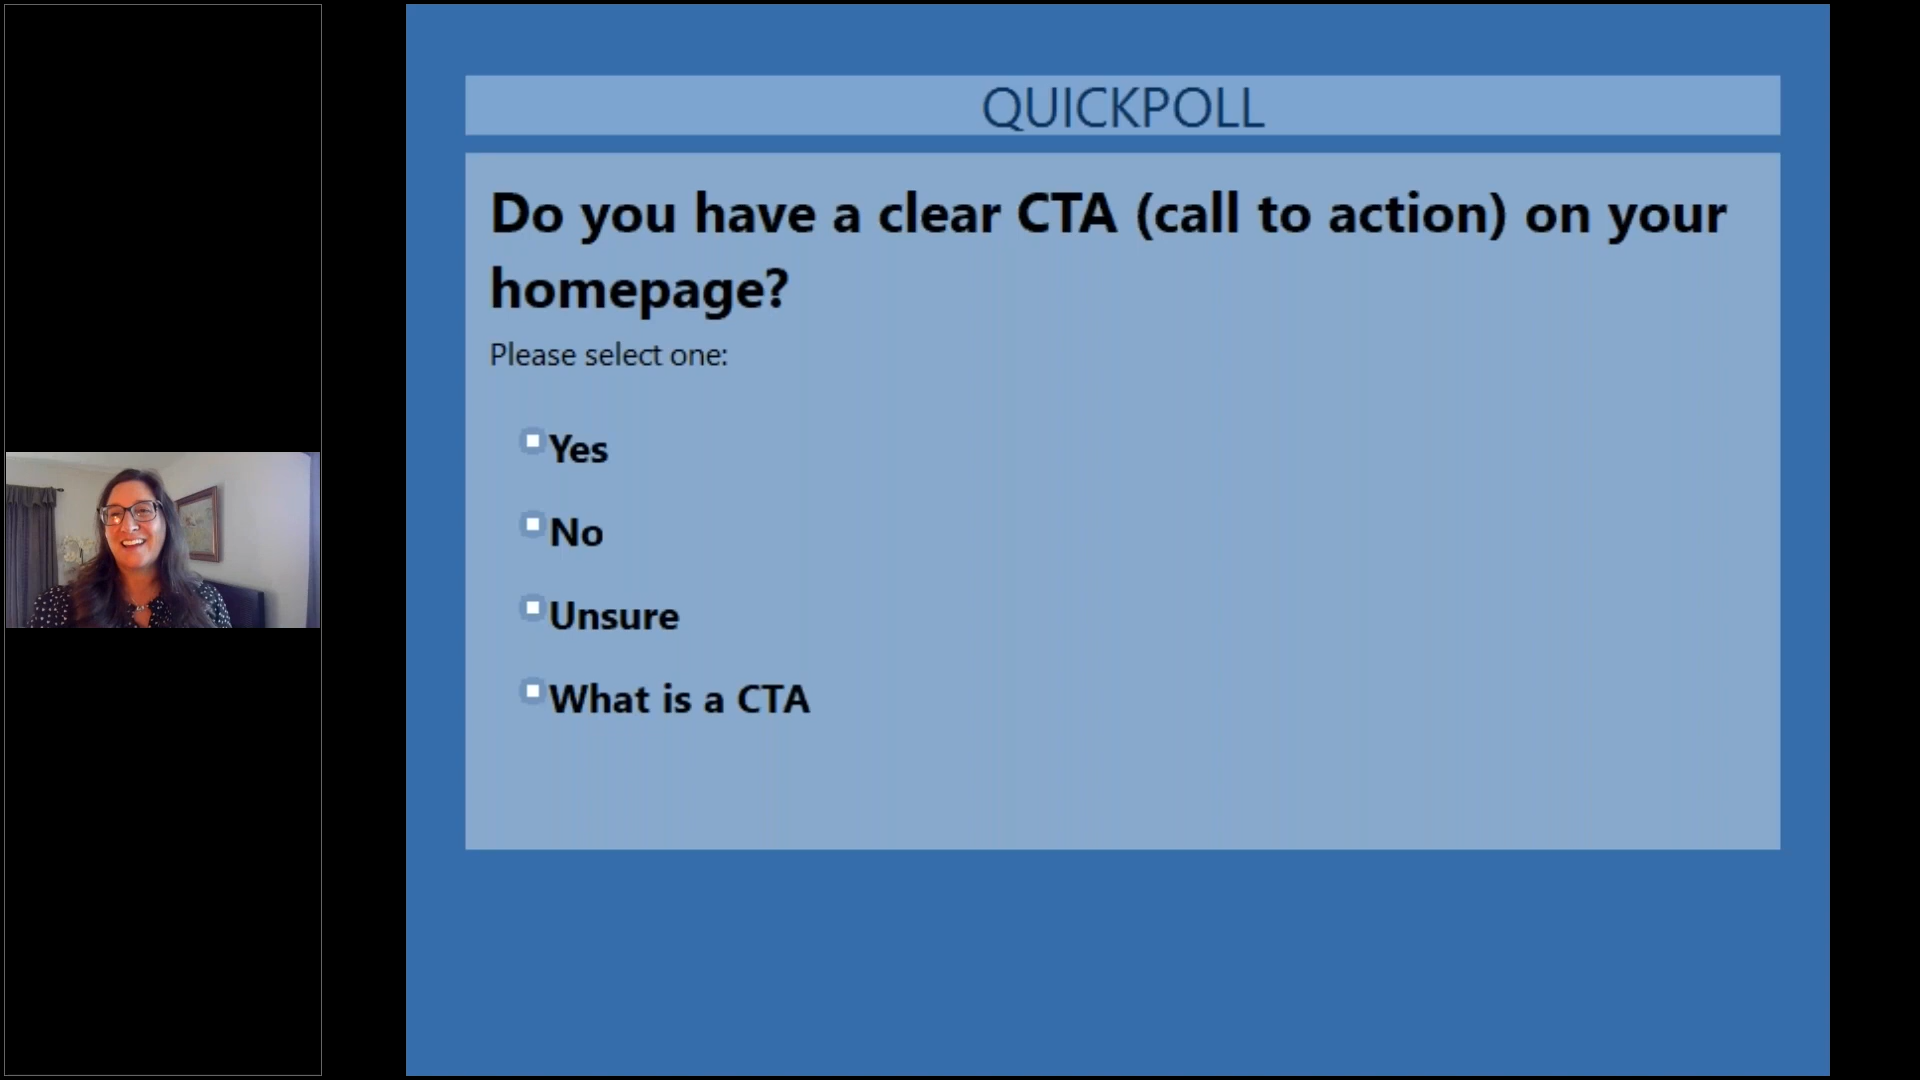 QUICKPOLL
Do you have a clear CTA (call to action) on your
homepage?
Please select one:
Yes
No
Unsure
What is a CTA